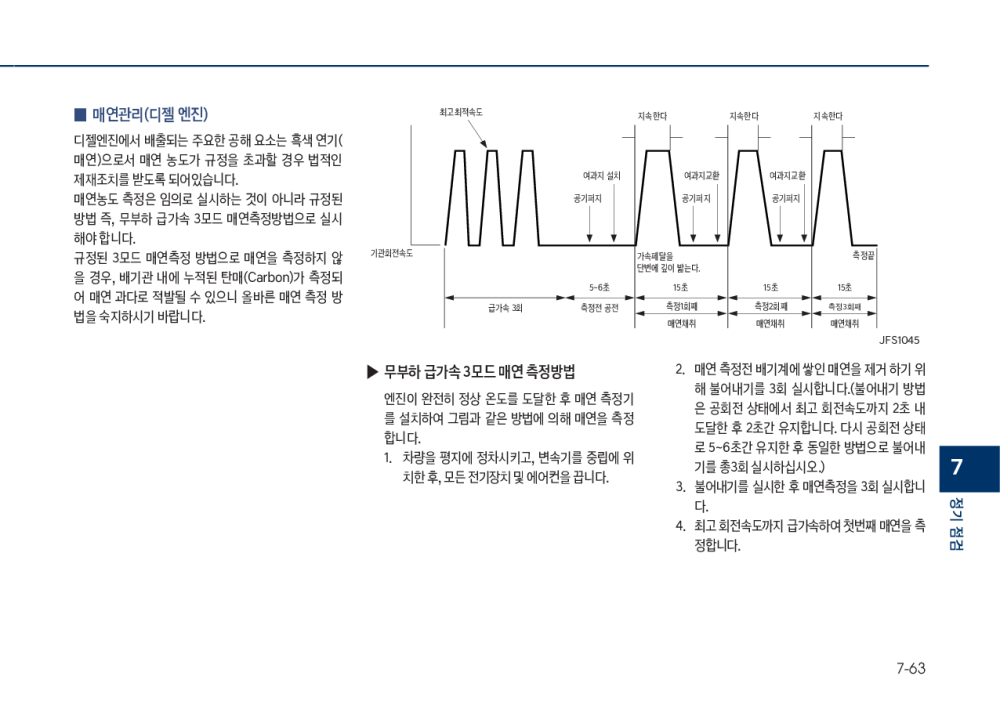 ■ 매연관리(디젤 엔진)
디젤엔진에서 배출되는 주요한 공해 요소는 흑색 연기(
매연)으로서 매연 농도가 규정을 초과할 경우 법적인
제재조치를 받도록 되어있습니다.
매연농도 측정은 임의로 실시하는 것이 아니라 규정된
방법 즉, 무부하 급가속 3모드 매연측정방법으로 실시
해야 합니다.
규정된 3모드 매연측정 방법으로 매연을 측정하지 않
을 경우, 배기관 내에 누적된 탄매(Carbon)가 측정되
어 매연 과다로 적발될 수 있으니 올바른 매연 측정 방
법을 숙지하시기 바랍니다.
최고회적속도
지속한다
지속한다
지속한다
여과지 설치
여과지교환
여과지교환
공기퍼지
공기퍼지
공기퍼지
기관회전속도
가속페달을
단번에 깊이 밟는다.
측정끝
5~6초
15초
15초
15초
급가속 3회
측정전 공전
측정1회째
측정2회째
측정3회째
매연채취
매연채취
매연채취
JFS1045
▶ 무부하 급가속 3모드 매연 측정방법
엔진이 완전히 정상 온도를 도달한 후 매연 측정기
를 설치하여 그림과 같은 방법에 의해 매연을 측정
합니다.
1. 차량을 평지에 정차시키고, 변속기를 중립에 위
치한 후, 모든 전기장치 및 에어컨을 끕니다.
2. 매연 측정전 배기계에 쌓인 매연을 제거 하기 위
해 불어내기를 3회 실시합니다.(불어내기 방법
은 공회전 상태에서 최고 회전속도까지 2초 내
도달한 후 2초간 유지합니다. 다시 공회전 상태
로 5~6초간 유지한 후 동일한 방법으로 불어내
기를 총3회 실시하십시오.)
3. 불어내기를 실시한 후 매연측정을 3회 실시합니
다.
4. 최고 회전속도까지 급가속하여 첫번째 매연을 측
정합니다.
7
정기 점검
7-63